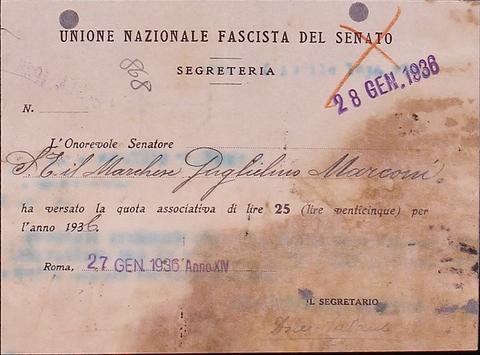 UNIONE NAZIONALE FASCISTA DEL SENATO
SEGRETERIA
868
28 GEN. 1936
N.
L'Onorevole Senatore
S.E. il Marchese Guglielmo Marconi
ha versato la quota associativa di lire 25 (lire venticinque) per
l'anno 1936.
Roma, 27 GEN. 1936 Anno XIV
IL SEGRETARIO